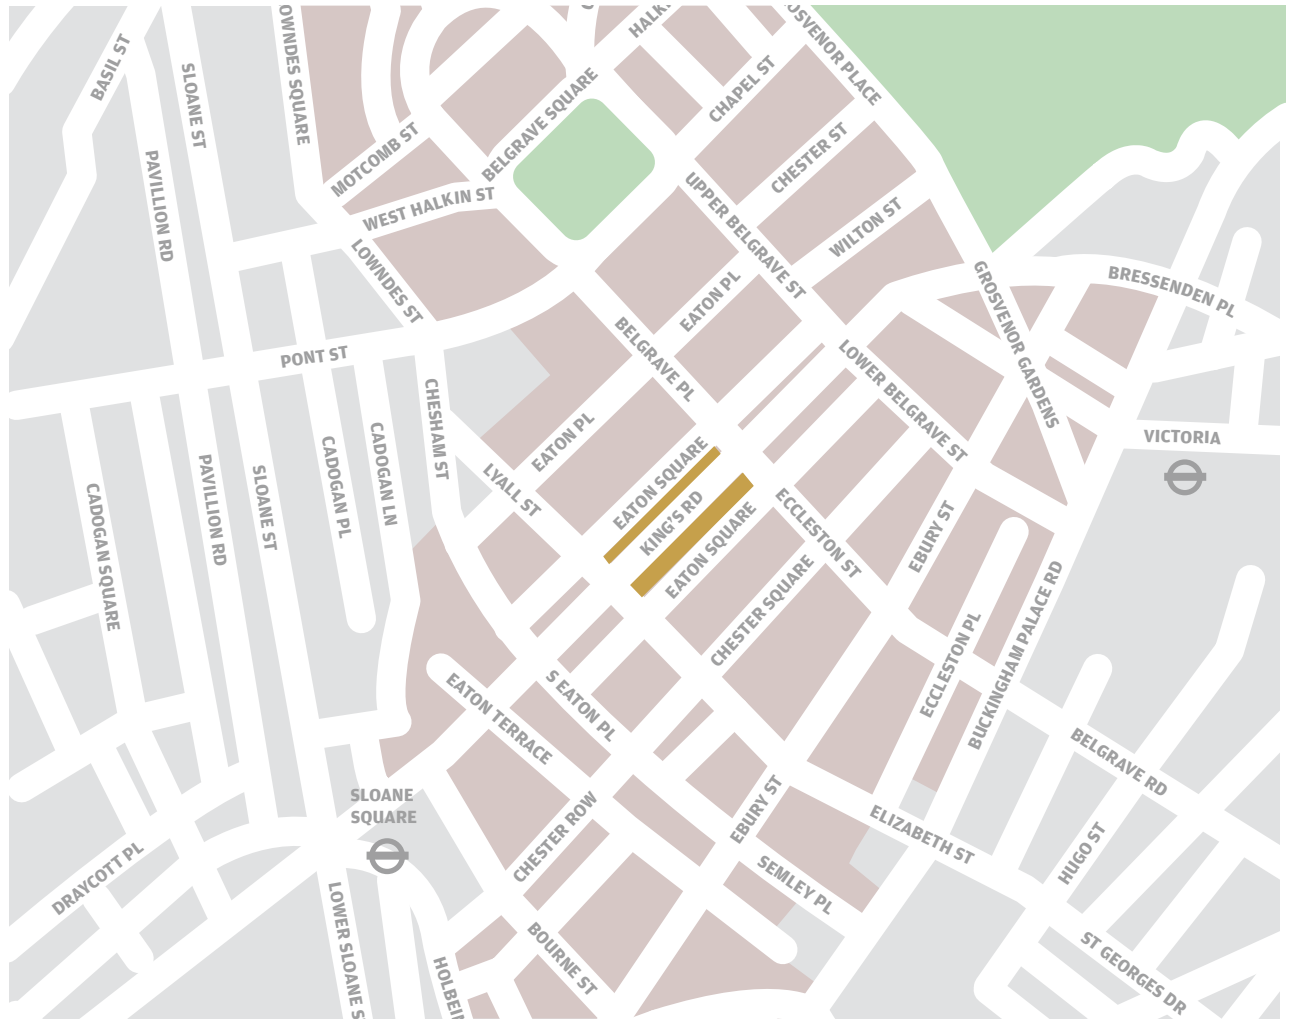 OWNDES SQUARE
HALK
OSVENOR PLACE
BASIL ST
SLOANE ST
CHAPEL ST
BELGRAVE SQUARE
MOTCOMB ST
CHESTER ST
PAVILLION RD
WEST HALKIN ST
UPPER BELGRAVE ST
WILTON ST
LOWNDES ST
EATON PL
GROSVENOR GARDENS
BRESSENDEN PL
PONT ST
BELGRAVE PL
LOWER BELGRAVE ST
CHESHAM ST
EATON PL
VICTORIA
CADOGAN PL
CADOGAN LN
PAVILLION RD
SLOANE ST
CADOGAN SQUARE
LYALL ST
EATON SQUARE
KING'S RD
EATON SQUARE
ECCLESTON ST
EBURY ST
CHESTER SQUARE
ECCLESTON PL
BUCKINGHAM PALACE RD
EATON TERRACE
S EATON PL
BELGRAVE RD
SLOANE
SQUARE
EBURY ST
CHESTER ROW
ELIZABETH ST
HUGO ST
DRAYCOTT PL
SEMLEY PL
LOWER SLOANE S
BOURNE ST
HOLBEI
ST GEORGES DR